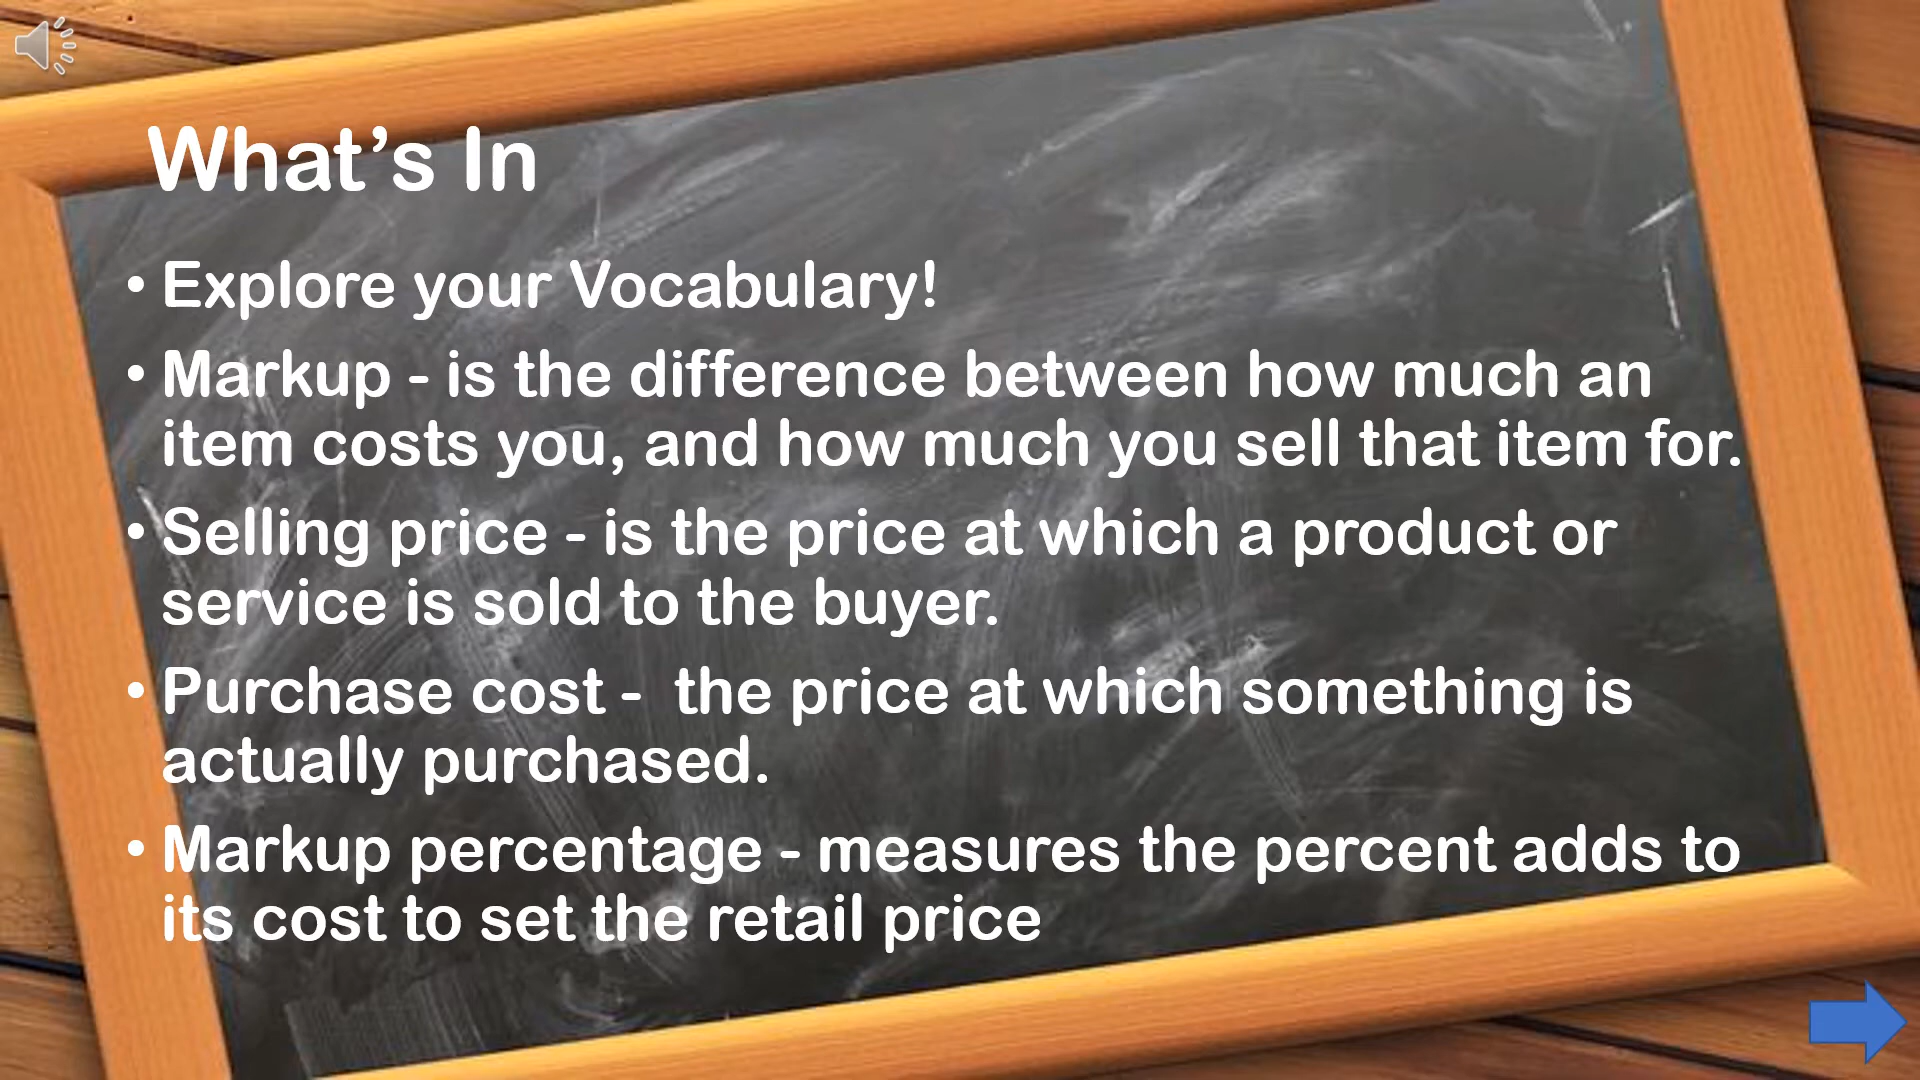 What’s In
• Explore your Vocabulary!
• Markup - is the difference between how much an
item costs you, and how much you sell that item for.
• Selling price - is the price at which a product or
service is sold to the buyer.
• Purchase cost -  the price at which something is
actually purchased.
• Markup percentage - measures the percent adds to
its cost to set the retail price